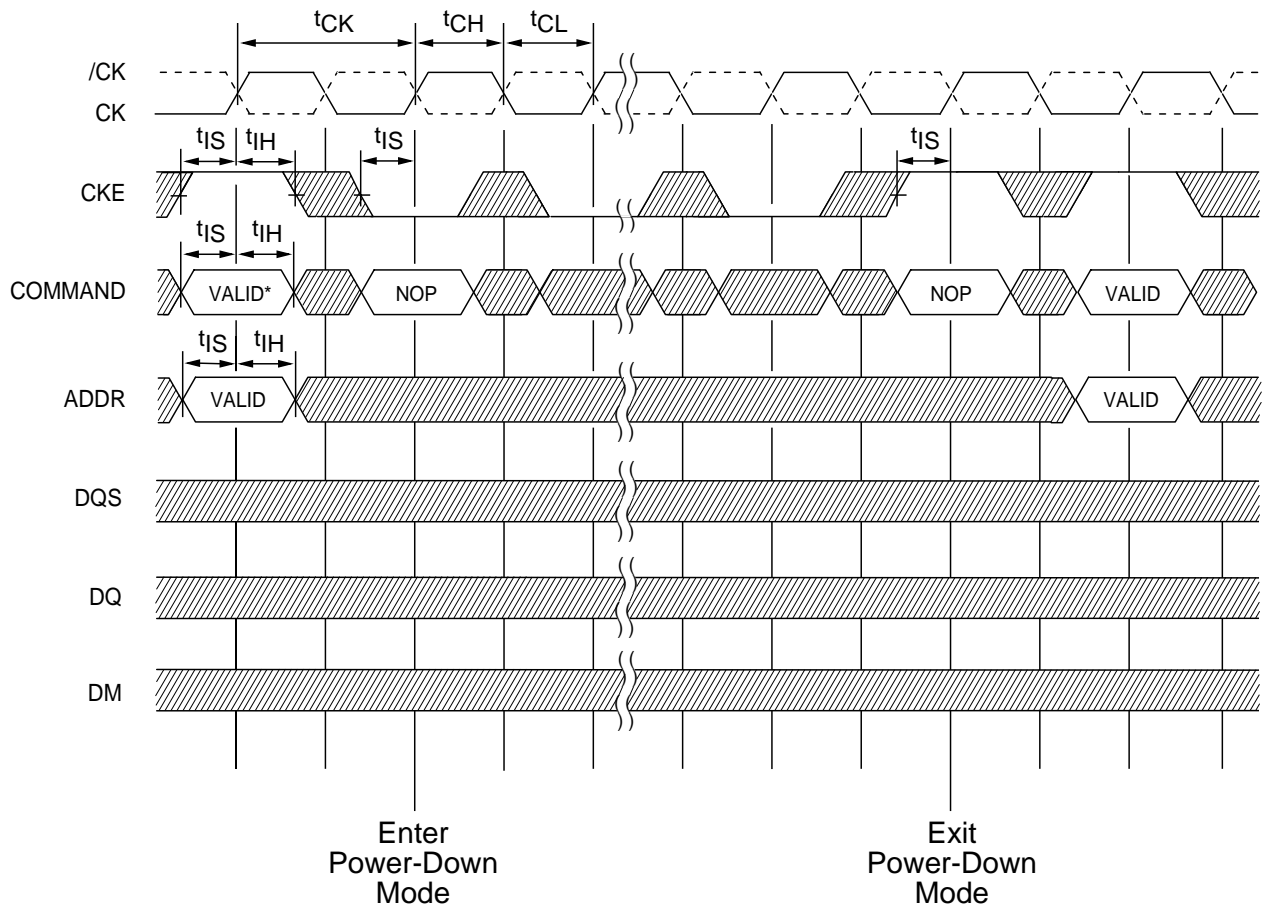 tCK tCH tCL
/CK
CK
tIS tIH tIS tIS
CKE
tIS tIH
COMMAND VALID* NOP NOP VALID
tIS tIH
ADDR VALID VALID
DQS
DQ
DM
Enter
Power-Down
Mode
Exit
Power-Down
Mode